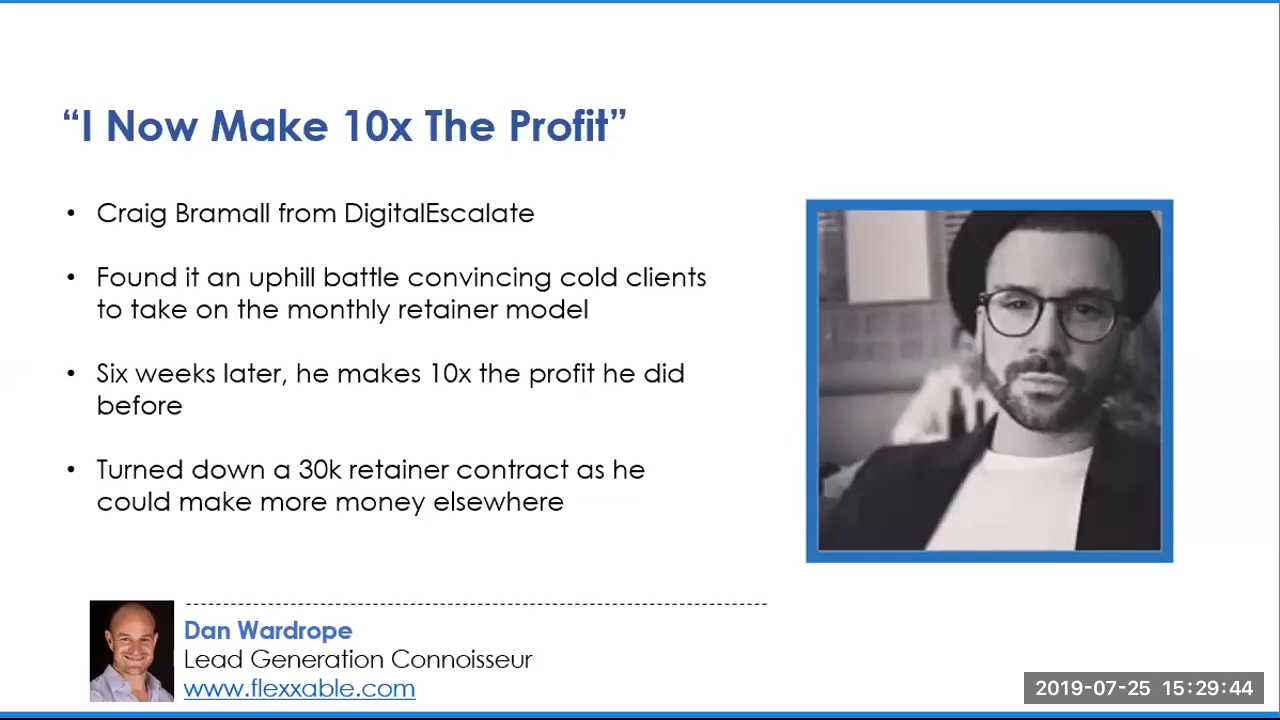 “I Now Make 10x The Profit”
• Craig Bramall from DigitalEscalate
• Found it an uphill battle convincing cold clients
to take on the monthly retainer model
• Six weeks later, he makes 10x the profit he did
before
• Turned down a 30k retainer contract as he
could make more money elsewhere
Dan Wardrope
Lead Generation Connoisseur
www.flexxable.com
2019-07-25 15:29:44